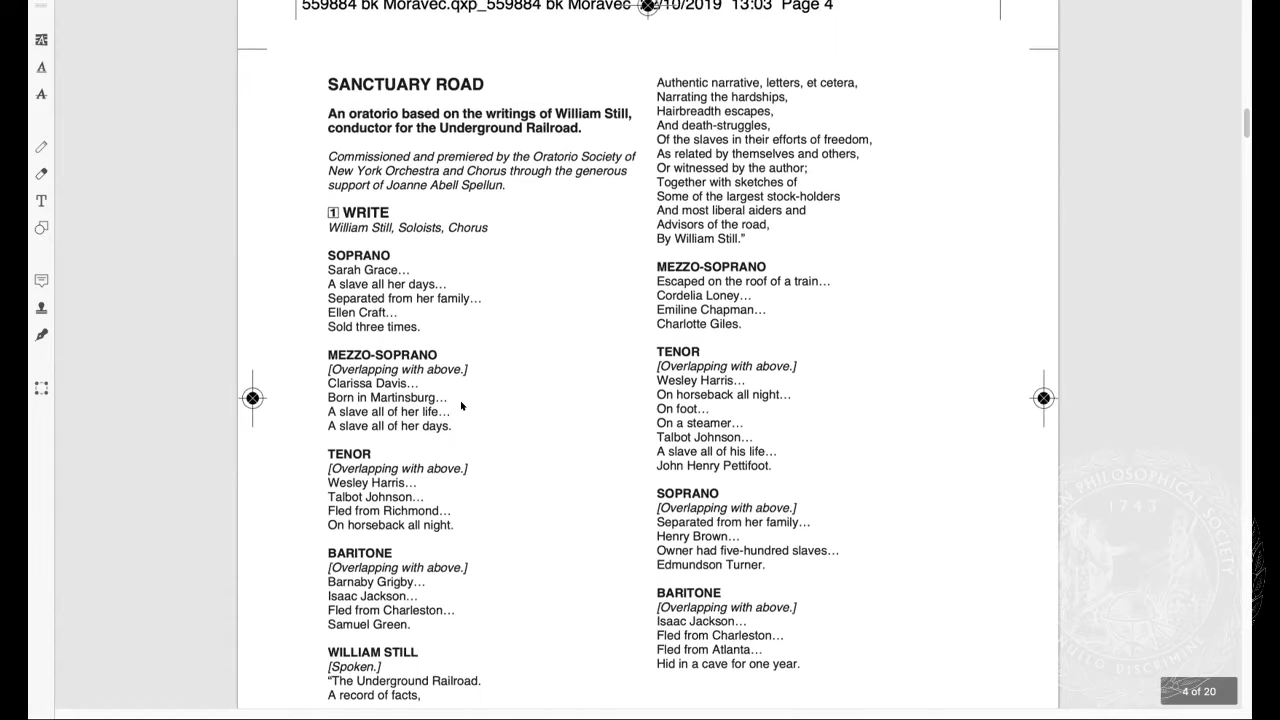 559884 bk Moravec.qxp_559884 bk Moravec /10/2019 13:03 Page 4
SANCTUARY ROAD
An oratorio based on the writings of William Still,
conductor for the Underground Railroad.
Commissioned and premiered by the Oratorio Society of
New York Orchestra and Chorus through the generous
support of Joanne Abell Spellun.
1 WRITE
William Still, Soloists, Chorus
SOPRANO
Sarah Grace…
A slave all her days…
Separated from her family…
Ellen Craft…
Sold three times.
MEZZO-SOPRANO
[Overlapping with above.]
Clarissa Davis…
Born in Martinsburg…
A slave all of her life…
A slave all of her days.
TENOR
[Overlapping with above.]
Wesley Harris…
Talbot Johnson…
Fled from Richmond…
On horseback all night.
BARITONE
[Overlapping with above.]
Barnaby Grigby…
Isaac Jackson…
Fled from Charleston…
Samuel Green.
WILLIAM STILL
[Spoken.]
“The Underground Railroad.
A record of facts,
Authentic narrative, letters, et cetera,
Narrating the hardships,
Hairbreadth escapes,
And death-struggles,
Of the slaves in their efforts of freedom,
As related by themselves and others,
Or witnessed by the author;
Together with sketches of
Some of the largest stock-holders
And most liberal aiders and
Advisors of the road,
By William Still.”
MEZZO-SOPRANO
Escaped on the roof of a train…
Cordelia Loney…
Emiline Chapman…
Charlotte Giles.
TENOR
[Overlapping with above.]
Wesley Harris…
On horseback all night…
On foot…
On a steamer…
Talbot Johnson…
A slave all of his life…
John Henry Pettifoot.
SOPRANO
[Overlapping with above.]
Separated from her family…
Henry Brown…
Owner had five-hundred slaves…
Edmundson Turner.
BARITONE
[Overlapping with above.]
Isaac Jackson…
Fled from Charleston…
Fled from Atlanta…
Hid in a cave for one year.
4 of 20
PHILOSOPHICAL SOCIETY
1743